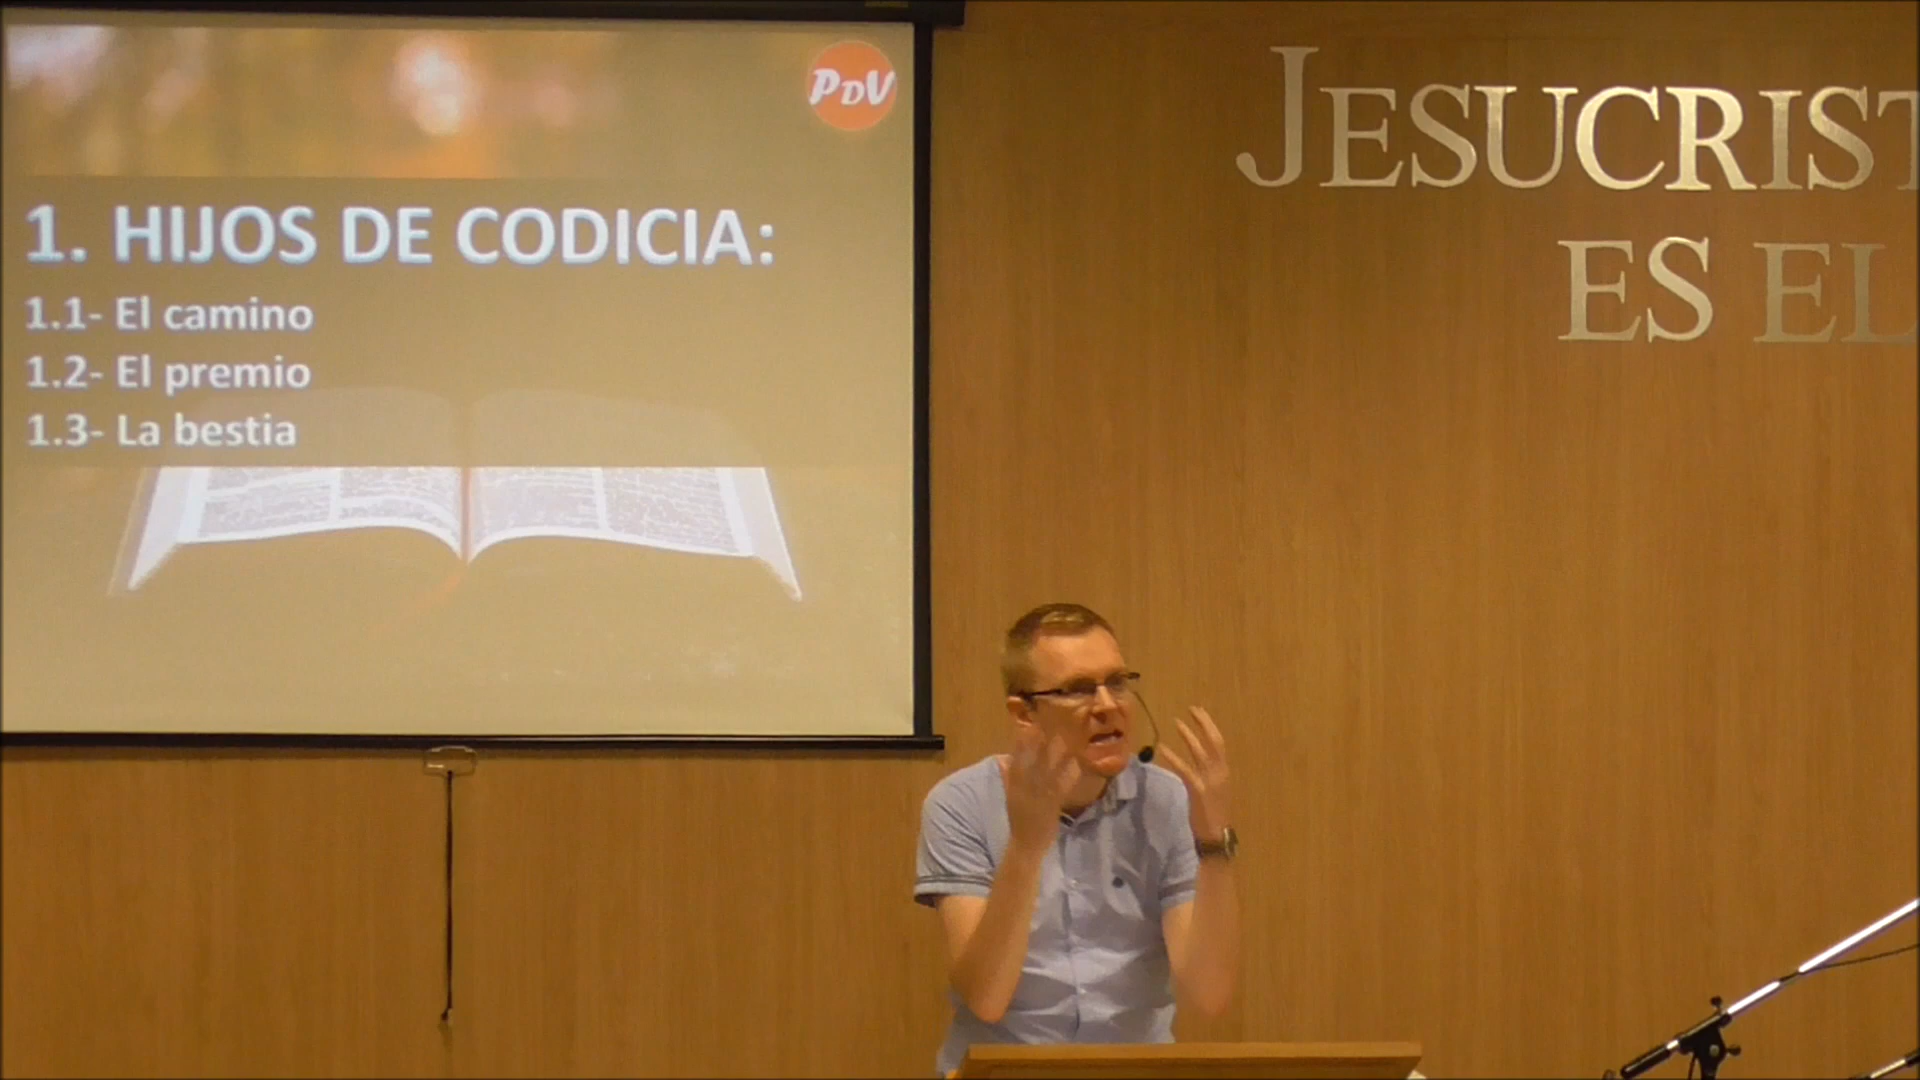 PDV
1. HIJOS DE CODICIA:
1.1- El camino
1.2- El premio
1.3- La bestia
JESUCRIST
ES EL